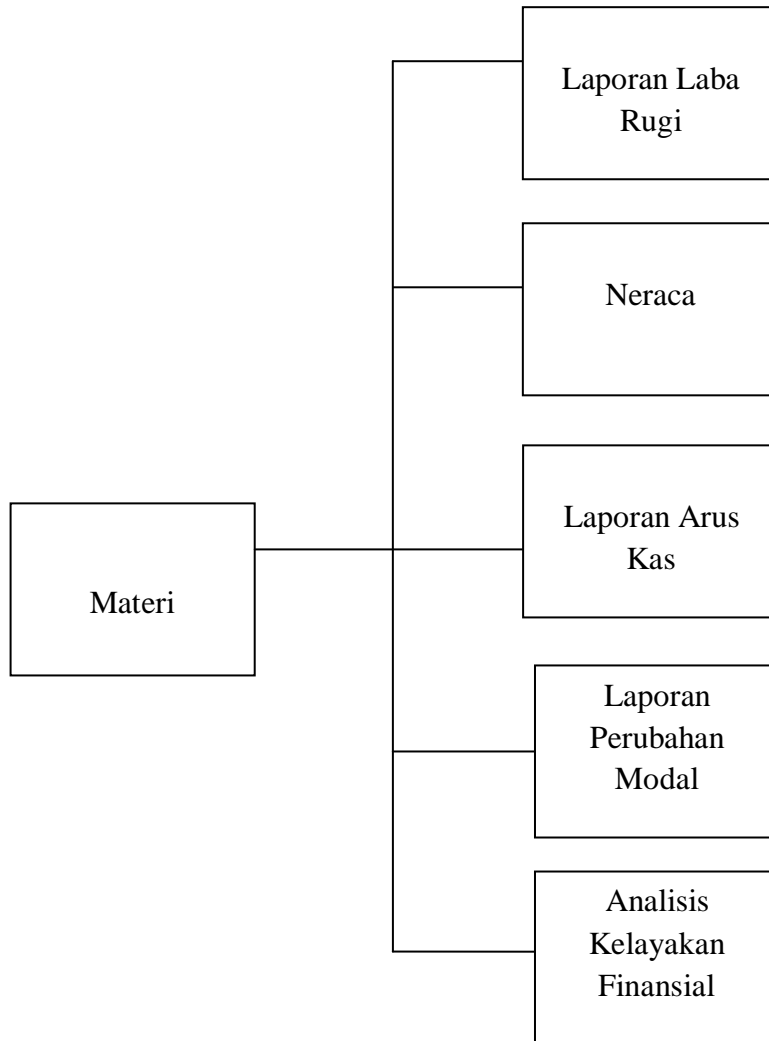 Laporan Laba
Rugi
Neraca
Laporan Arus
Kas
Materi
Laporan
Perubahan
Modal
Analisis
Kelayakan
Finansial